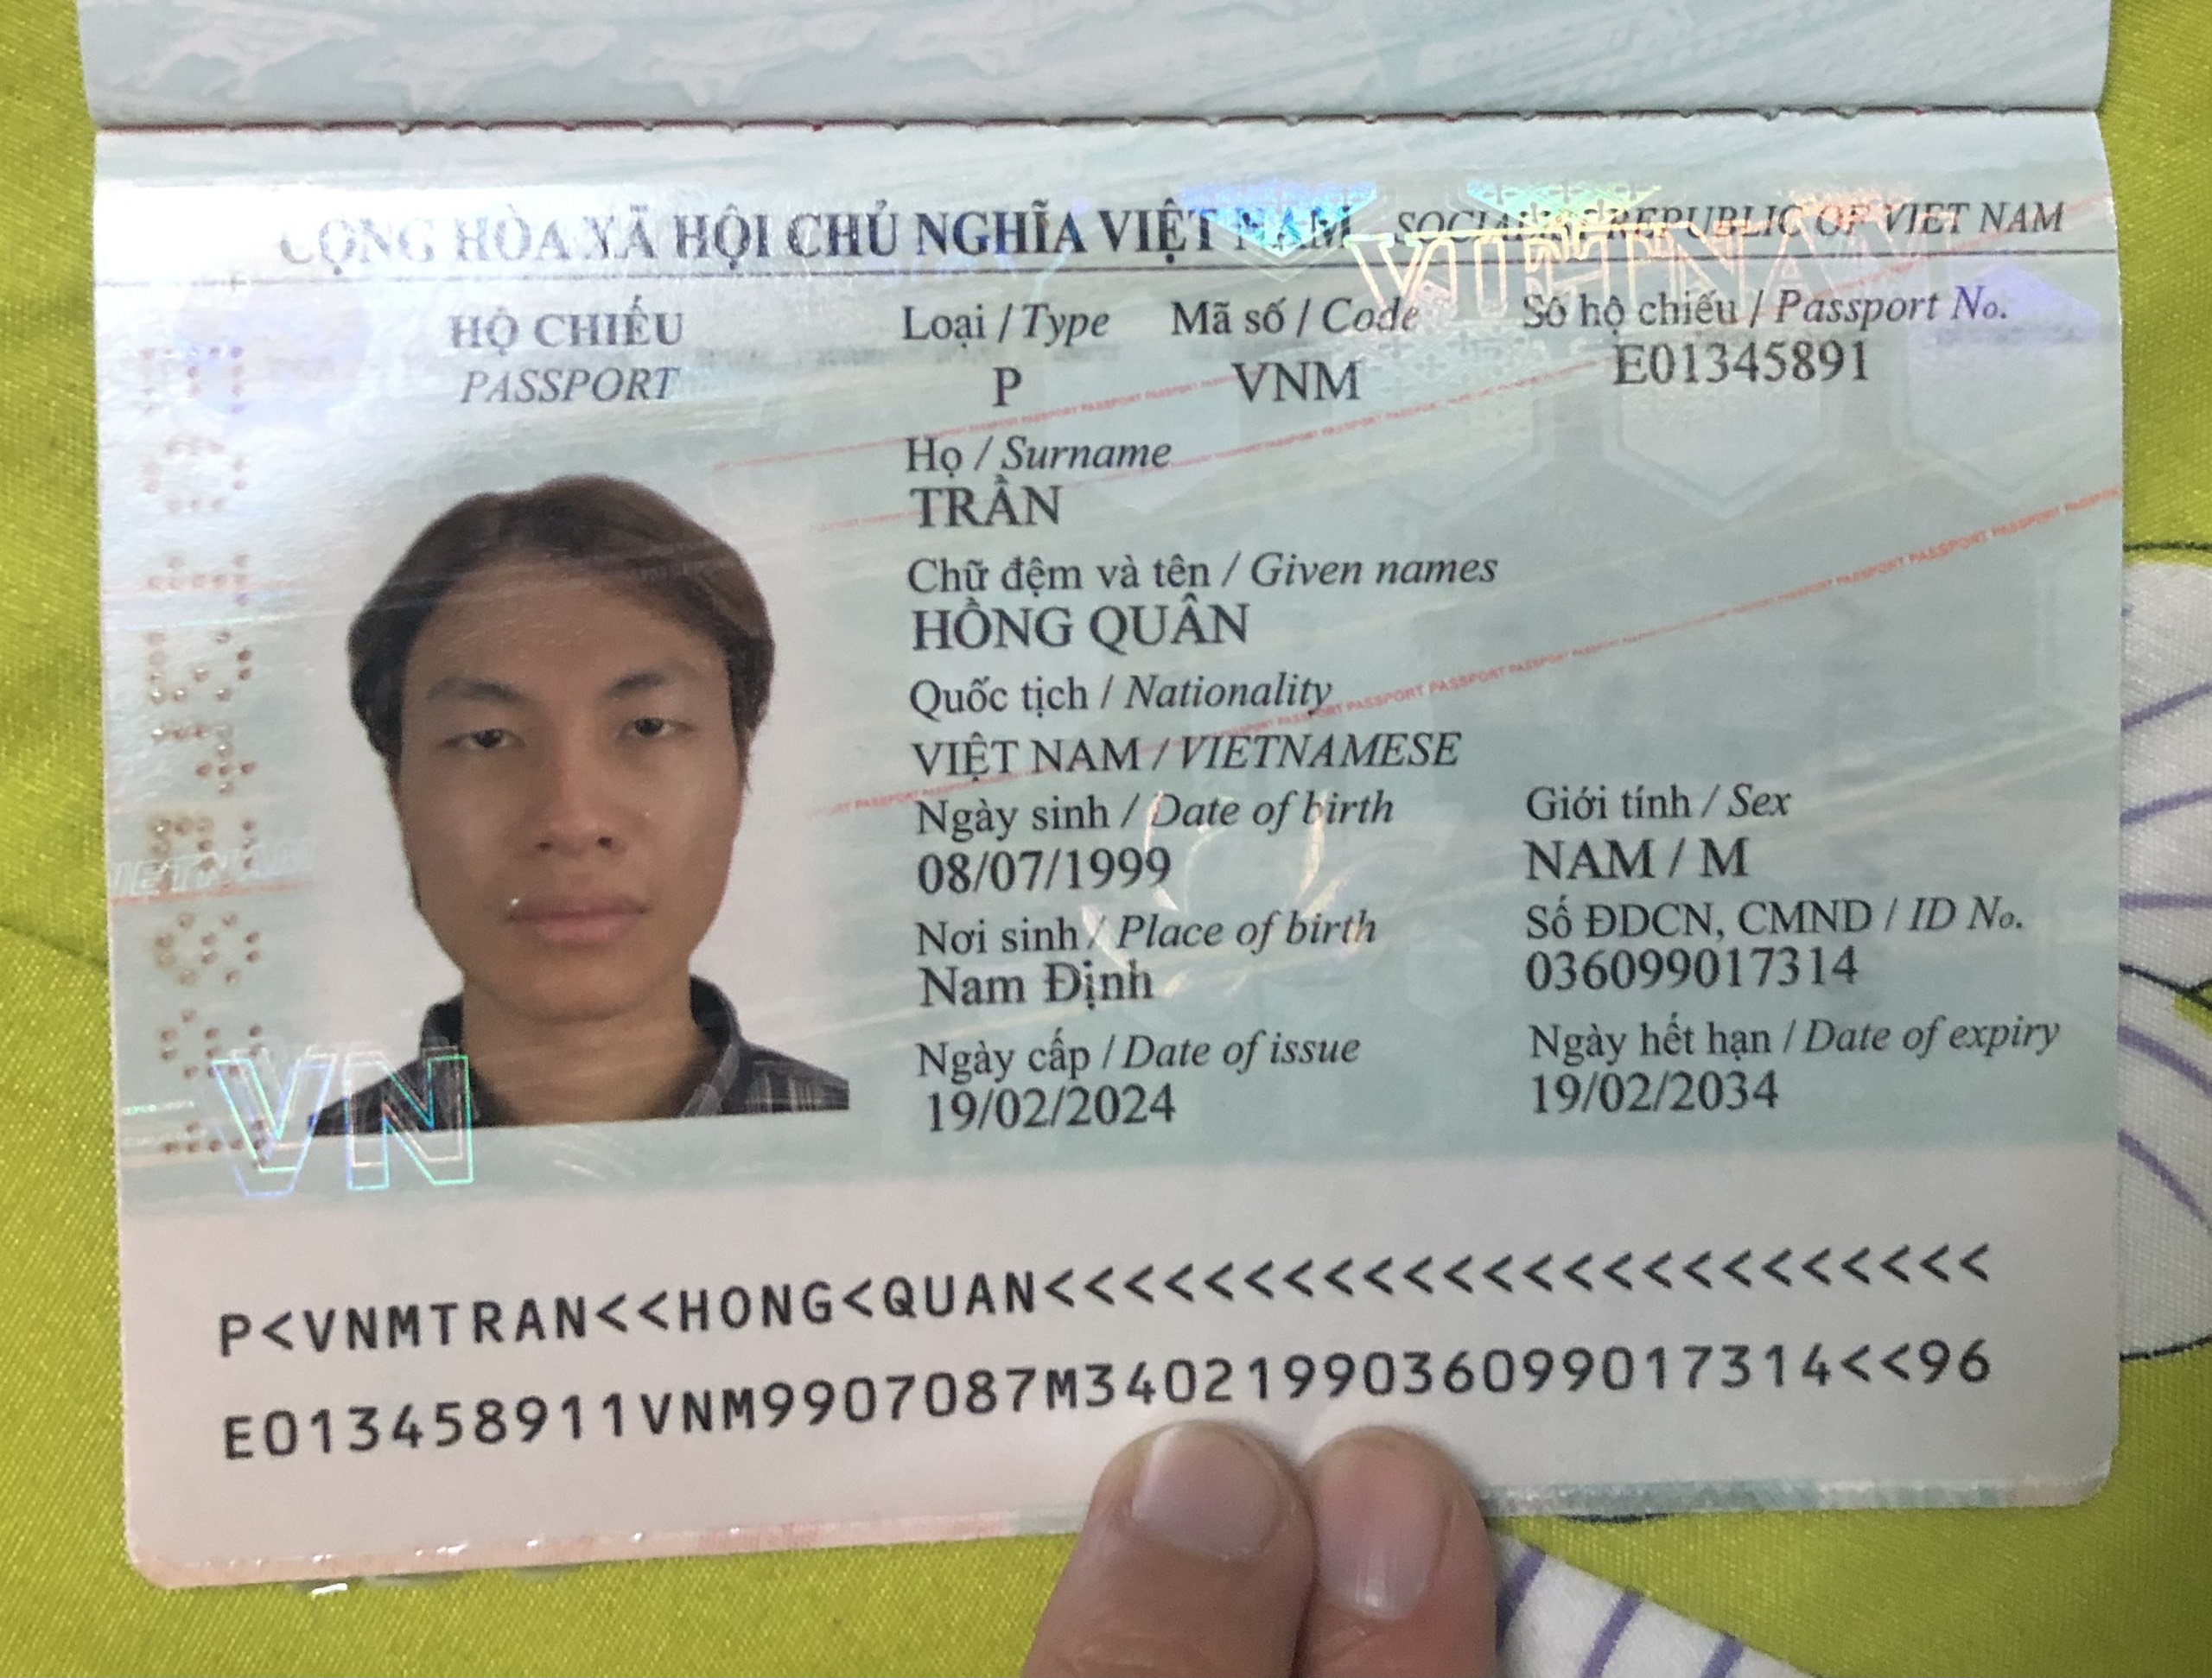 CỘNG HÒA XÃ HỘI CHỦ NGHĨA VIỆT NAM SOCIALIST REPUBLIC OF VIET NAM
HỘ CHIẾU Loại / Type Mã số / Code Số hộ chiếu / Passport No.
PASSPORT P VNM E01345891
Họ / Surname
TRẦN
Chữ đệm và tên / Given names
HỒNG QUÂN
Quốc tịch / Nationality
VIỆT NAM / VIETNAMESE
Ngày sinh / Date of birth Giới tính / Sex
08/07/1999 NAM / M
Nơi sinh / Place of birth Số ĐDCN, CMND / ID No.
Nam Định 036099017314
Ngày cấp / Date of issue Ngày hết hạn / Date of expiry
19/02/2024 19/02/2034
VIETNAM
VN
P<VNMTRAN<<HONG<QUAN<<<<<<<<<<<<<<<<<<<<<<<<
E013458911VNM9907087M3402199036099017314<<96